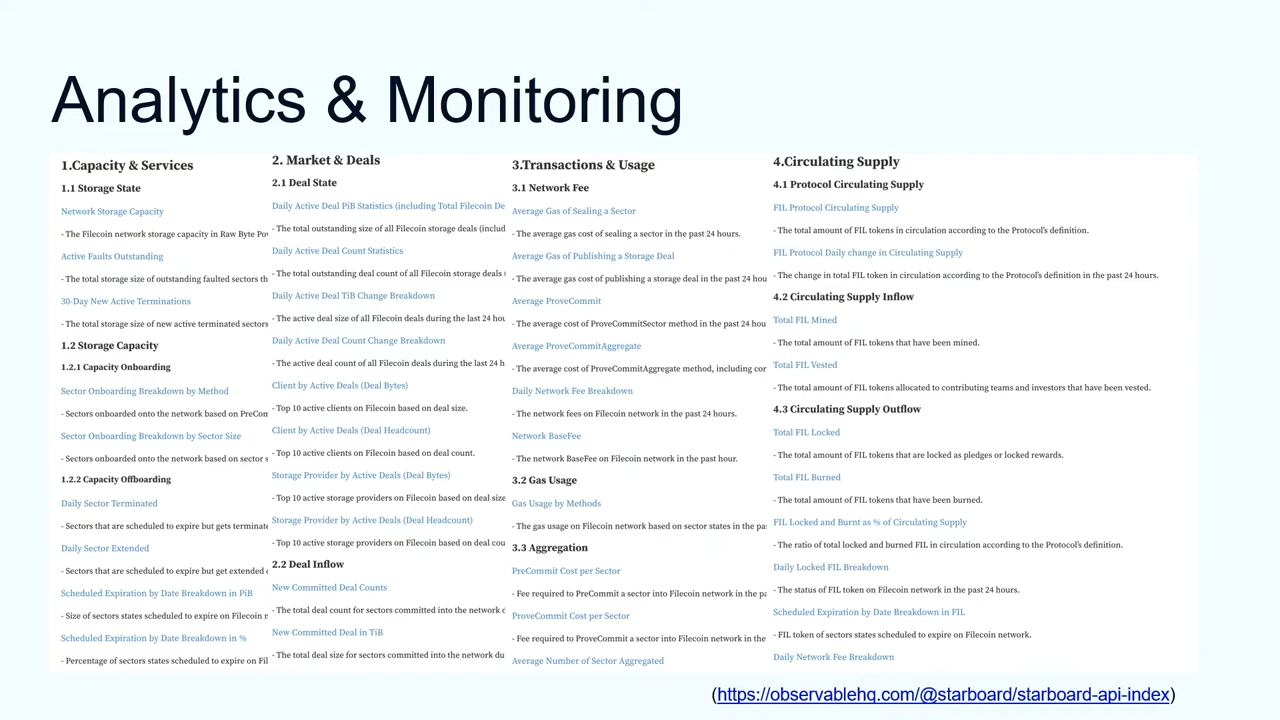 Analytics & Monitoring
1.Capacity & Services
1.1 Storage State
Network Storage Capacity
- The Filecoin network storage capacity in Raw Byte
Active Faults Outstanding
- The total storage size of outstanding faulted sectors
30-Day New Active Terminations
- The total storage size of new active terminated sectors
1.2 Storage Capacity
1.2.1 Capacity Onboarding
Sector Onboarding Breakdown by Method
- Sectors onboarded onto the network based on
Sector Onboarding Breakdown by Sector Size
- Sectors onboarded onto the network based on sector
1.2.2 Capacity Offboarding
Daily Sector Terminated
- Sectors that are scheduled to expire but gets
Daily Sector Extended
- Sectors that are scheduled to expire but get extended
Scheduled Expiration by Date Breakdown in PiB
- Size of sectors states scheduled to expire on Filecoin
Scheduled Expiration by Date Breakdown in %
- Percentage of sectors states scheduled to expire on
2. Market & Deals
2.1 Deal State
Daily Active Deal PiB Statistics (including Total Filecoin
- The total outstanding size of all Filecoin storage deals
Daily Active Deal Count Statistics
- The total outstanding deal count of all Filecoin storage deals
Daily Active Deal TiB Change Breakdown
- The active deal size of all Filecoin deals during the last 24
Daily Active Deal Count Change Breakdown
- The active deal count of all Filecoin deals during the last 24
Client by Active Deals (Deal Bytes)
- Top 10 active clients on Filecoin based on deal size.
Client by Active Deals (Deal Headcount)
- Top 10 active clients on Filecoin based on deal count.
Storage Provider by Active Deals (Deal Bytes)
- Top 10 active storage providers on Filecoin based on deal size
Storage Provider by Active Deals (Deal Headcount)
- Top 10 active storage providers on Filecoin based on deal
2.2 Deal Inflow
New Committed Deal Counts
- The total deal count for sectors committed into the network
New Committed Deal in TiB
- The total deal size for sectors committed into the network
3.Transactions & Usage
3.1 Network Fee
Average Gas of Sealing a Sector
- The average gas cost of sealing a sector in the past 24 hours.
Average Gas of Publishing a Storage Deal
- The average gas cost of publishing a storage deal in the past 24
Average ProveCommit
- The average cost of ProveCommitSector method in the past 24
Average ProveCommitAggregate
- The average cost of ProveCommitAggregate method, including
Daily Network Fee Breakdown
- The network fees on Filecoin network in the past 24 hours.
Network BaseFee
- The network BaseFee on Filecoin network in the past hour.
3.2 Gas Usage
Gas Usage by Methods
- The gas usage on Filecoin network based on sector states in the
3.3 Aggregation
PreCommit Cost per Sector
- Fee required to PreCommit a sector into Filecoin network in the
ProveCommit Cost per Sector
- Fee required to ProveCommit a sector into Filecoin network in the
Average Number of Sector Aggregated
4.Circulating Supply
4.1 Protocol Circulating Supply
FIL Protocol Circulating Supply
- The total amount of FIL tokens in circulation according to the Protocol's definition.
FIL Protocol Daily change in Circulating Supply
- The change in total FIL token in circulation according to the Protocol's definition in the past 24 hours.
4.2 Circulating Supply Inflow
Total FIL Mined
- The total amount of FIL tokens that have been mined.
Total FIL Vested
- The total amount of FIL tokens allocated to contributing teams and investors that have been vested.
4.3 Circulating Supply Outflow
Total FIL Locked
- The total amount of FIL tokens that are locked as pledges or locked rewards.
Total FIL Burned
- The total amount of FIL tokens that have been burned.
FIL Locked and Burnt as % of Circulating Supply
- The ratio of total locked and burned FIL in circulation according to the Protocol's definition.
Daily Locked FIL Breakdown
- The status of FIL token on Filecoin network in the past 24 hours.
Scheduled Expiration by Date Breakdown in FIL
- FIL token of sectors states scheduled to expire on Filecoin network.
Daily Network Fee Breakdown
(https://observablehq.com/@starboard/starboard-api-index)